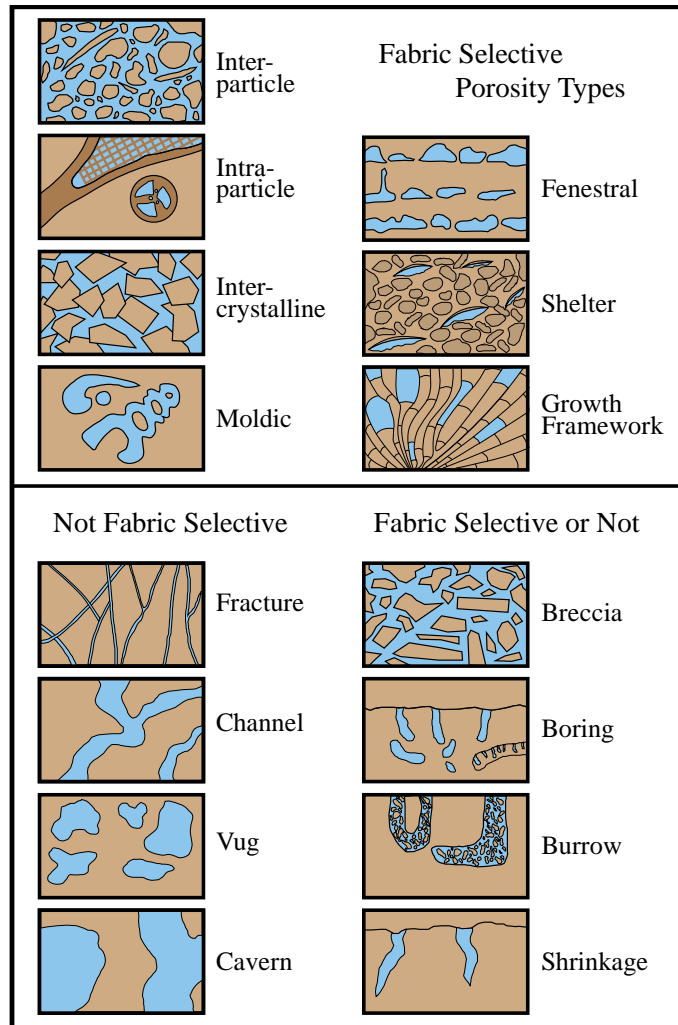 Fabric Selective
Porosity Types
Inter-
particle
Intra-
particle
Inter-
crystalline
Moldic
Fenestral
Shelter
Growth
Framework
Not Fabric Selective
Fracture
Channel
Vug
Cavern
Fabric Selective or Not
Breccia
Boring
Burrow
Shrinkage